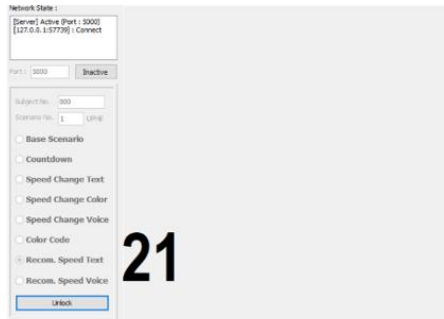 Network State :
[Server] Active (Port : 5000)
[127.0.0.1:57739] : Connect
Port : 5000 Inactive
Subject No. 800
Scenario No. 1
Base Scenario
Countdown
Speed Change Text
Speed Change Color
Speed Change Voice
Color Code
Recom. Speed Text
Recom. Speed Voice
Unlock
21